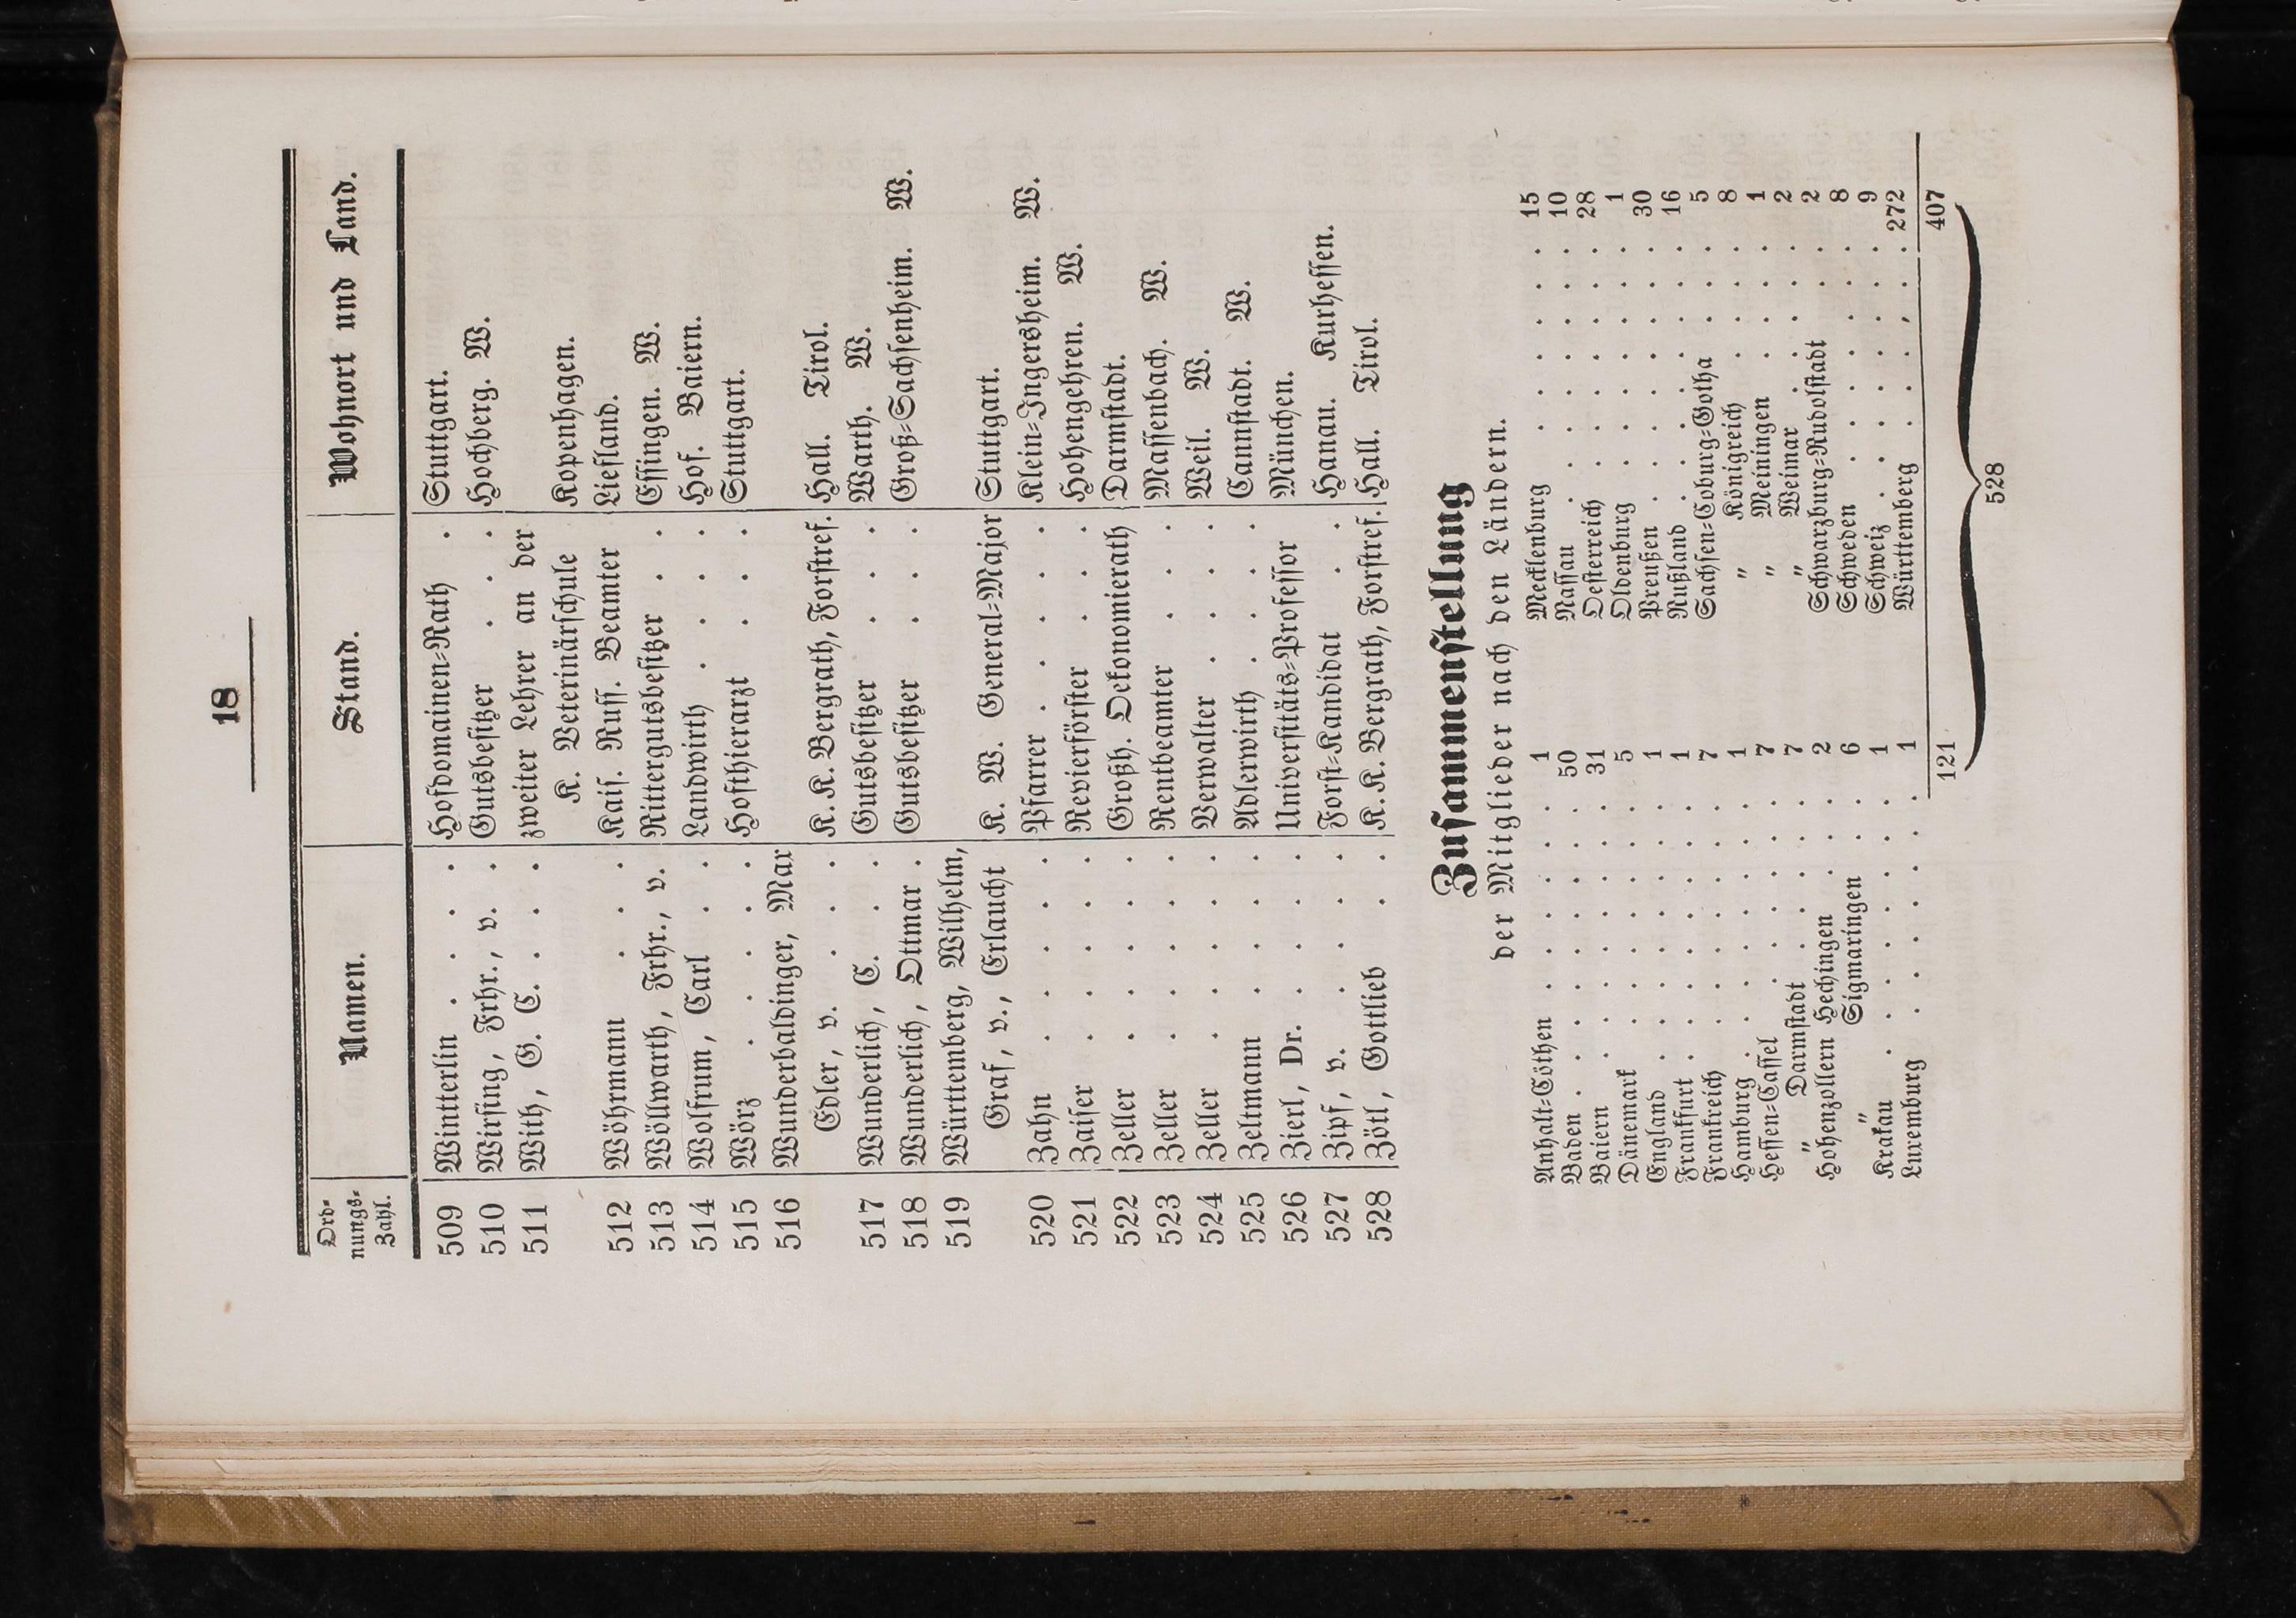 18
Ord-
nungs-
Zahl. Namen. Stand. Wohnort und Land.
509 Wintterlin . . . . Hofdomainen-Rath . Stuttgart.
510 Wirsing, Frhr., v. . Gutsbesitzer . . . Hochberg. W.
511 With, G. C. . . . zweiter Lehrer an der
K. Veterinärschule Kopenhagen.
512 Wöhrmann . . . Kais. Russ. Beamter Liefland.
513 Wöllwarth, Frhr., v. Rittergutsbesitzer . . Essingen. W.
514 Wolfrum, Carl . . Landwirth . . . . Hof. Baiern.
515 Wörz . . . . . Hofthierarzt . . . Stuttgart.
516 Wunderbaldinger, Max
Edler, v. . . . K.K. Bergrath, Forstref. Hall. Tirol.
517 Wunderlich, C. . . Gutsbesitzer . . . Warth. W.
518 Wunderlich, Ottmar . Gutsbesitzer . . . Groß-Sachsenheim. W.
519 Württemberg, Wilhelm,
Graf, v., Erlaucht K. W. General-Major Stuttgart.
520 Zahn . . . . . Pfarrer . . . . . Klein-Ingersheim. W.
521 Zaiser . . . . . Revierförster . . . Hohengehren. W.
522 Zeller . . . . . Großh. Oekonomierath Darmstadt.
523 Zeller . . . . . Rentbeamter . . . Massenbach. W.
524 Zeller . . . . . Verwalter . . . . Weil. W.
525 Zeltmann . . . . Adlerwirth . . . . Cannstadt. W.
526 Zierl, Dr. . . . . Universitäts-Professor München.
527 Zipf, v. . . . . Forst-Kandidat . . Hanau. Kurhessen.
528 Zötl, Gottlieb . . K.K. Bergrath, Forstref. Hall. Tirol.
Zusammenstellung
der Mitglieder nach den Ländern.
Anhalt-Cöthen . . . . . . 1
Baden . . . . . . . . 50
Baiern . . . . . . . 31
Dänemark . . . . . . . 5
England . . . . . . . 1
Frankfurt . . . . . . . 1
Frankreich . . . . . . . 7
Hamburg . . . . . . . 1
Hessen-Cassel . . . . . . 7
„ Darmstadt . . . . . 7
Hohenzollern Hechingen . . . 2
„ Sigmaringen . . 6
Krakau . . . . . . . 1
Luxemburg . . . . . . . 1
121
Mecklenburg . . . . . . 15
Nassau . . . . . . . 10
Oesterreich . . . . . . . 28
Oldenburg . . . . . . . 1
Preußen . . . . . . . 30
Rußland . . . . . . . 16
Sachsen-Coburg-Gotha . . . 5
„ Königreich . . . . 8
„ Meiningen . . . . 1
„ Weimar . . . . 2
Schwarzburg-Rudolstadt . . . 2
Schweden . . . . . . . 8
Schweiz . . . . . . . 9
Württemberg . . . . . . 272
407
528